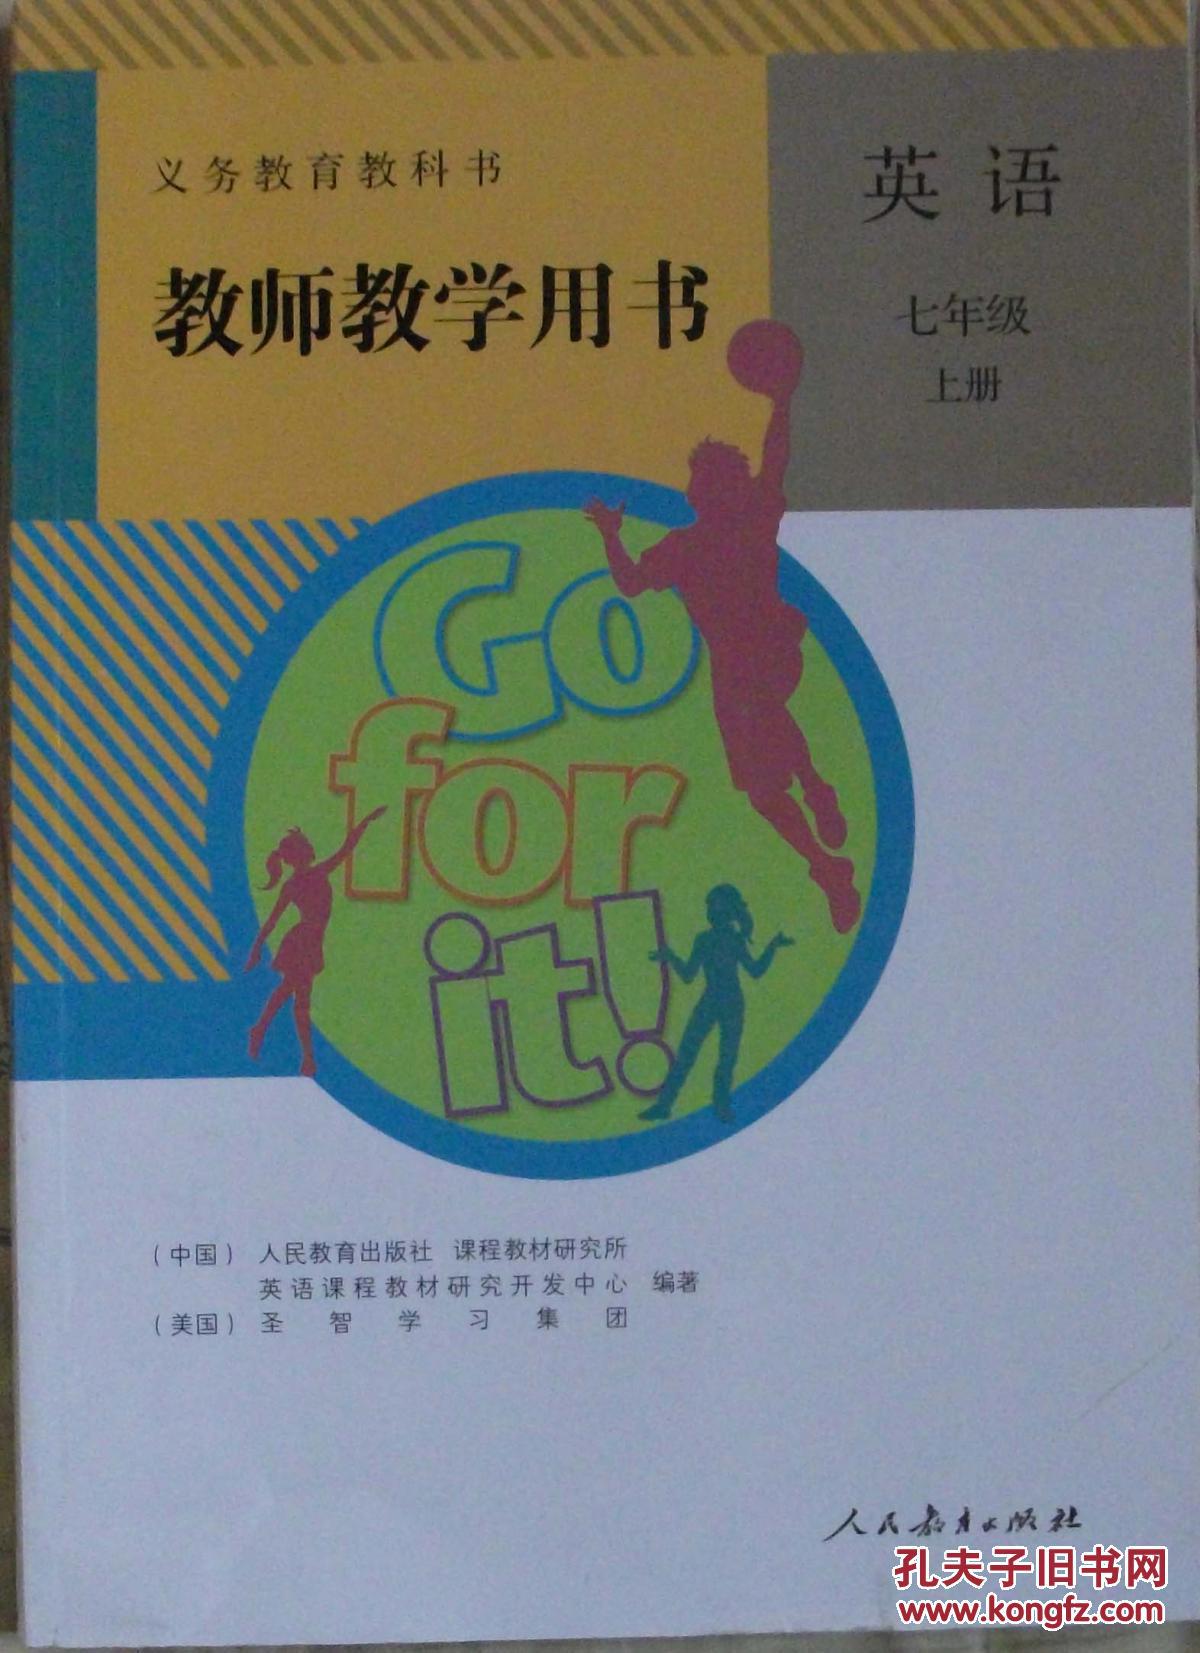 义务教育教科书
教师教学用书
英语
七年级
上册
Go
for
it!
（中国）人民教育出版社 课程教材研究所
英语课程教材研究开发中心 编著
（美国）圣智学习集团
人民教育出版社
孔夫子旧书网
www.kongfz.com